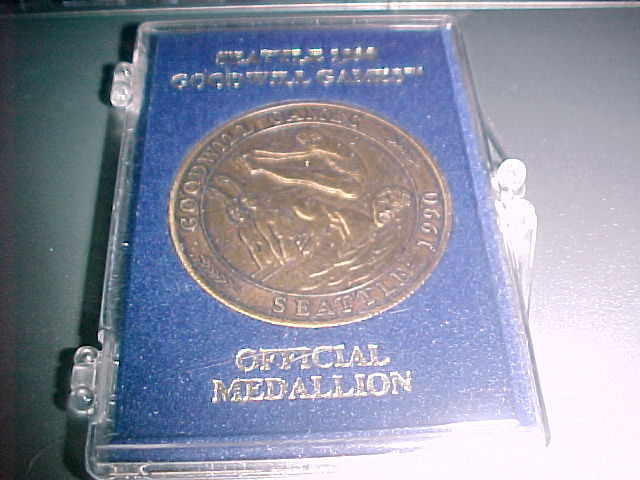 SEATTLE 1990
GOODWILL GAMES
GOODWILL GAMES
1990
SEATTLE
OFFICIAL
MEDALLION